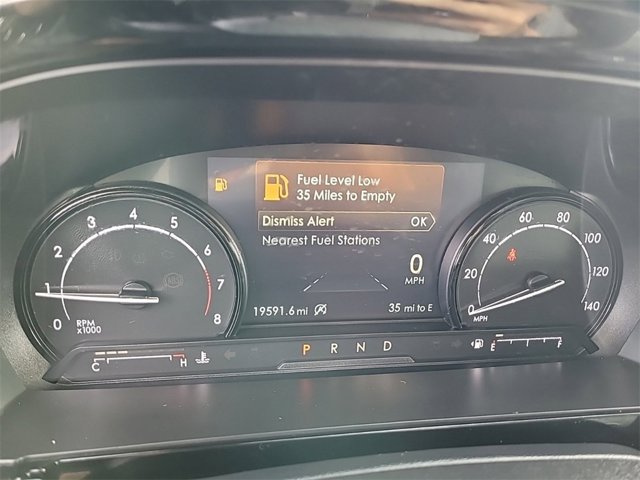 Fuel Level Low
35 Miles to Empty
Dismiss Alert OK
Nearest Fuel Stations
0
MPH
19591.6 mi
35 mi to E
0 1 2 3 4 5 6 7 8
RPM
x1000
0 20 40 60 80 100 120 140
MPH
P R N D
C H
E F